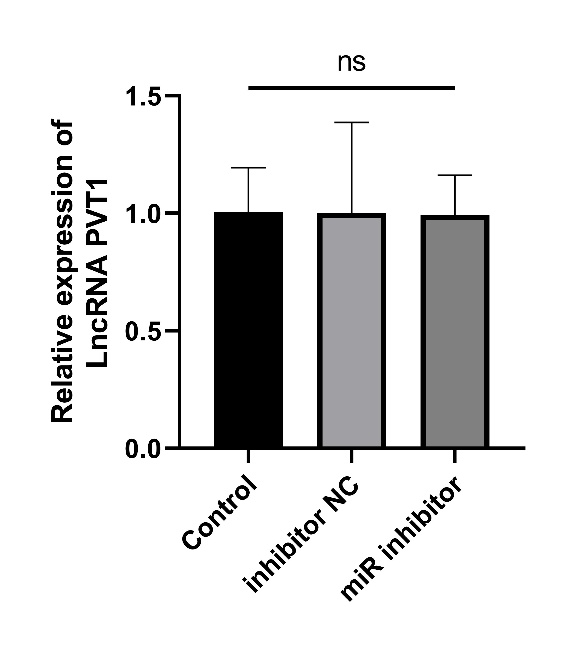 ns
Relative expression of
LncRNA PVT1
1.5
1.0
0.5
0.0
Control
inhibitor NC
miR inhibitor